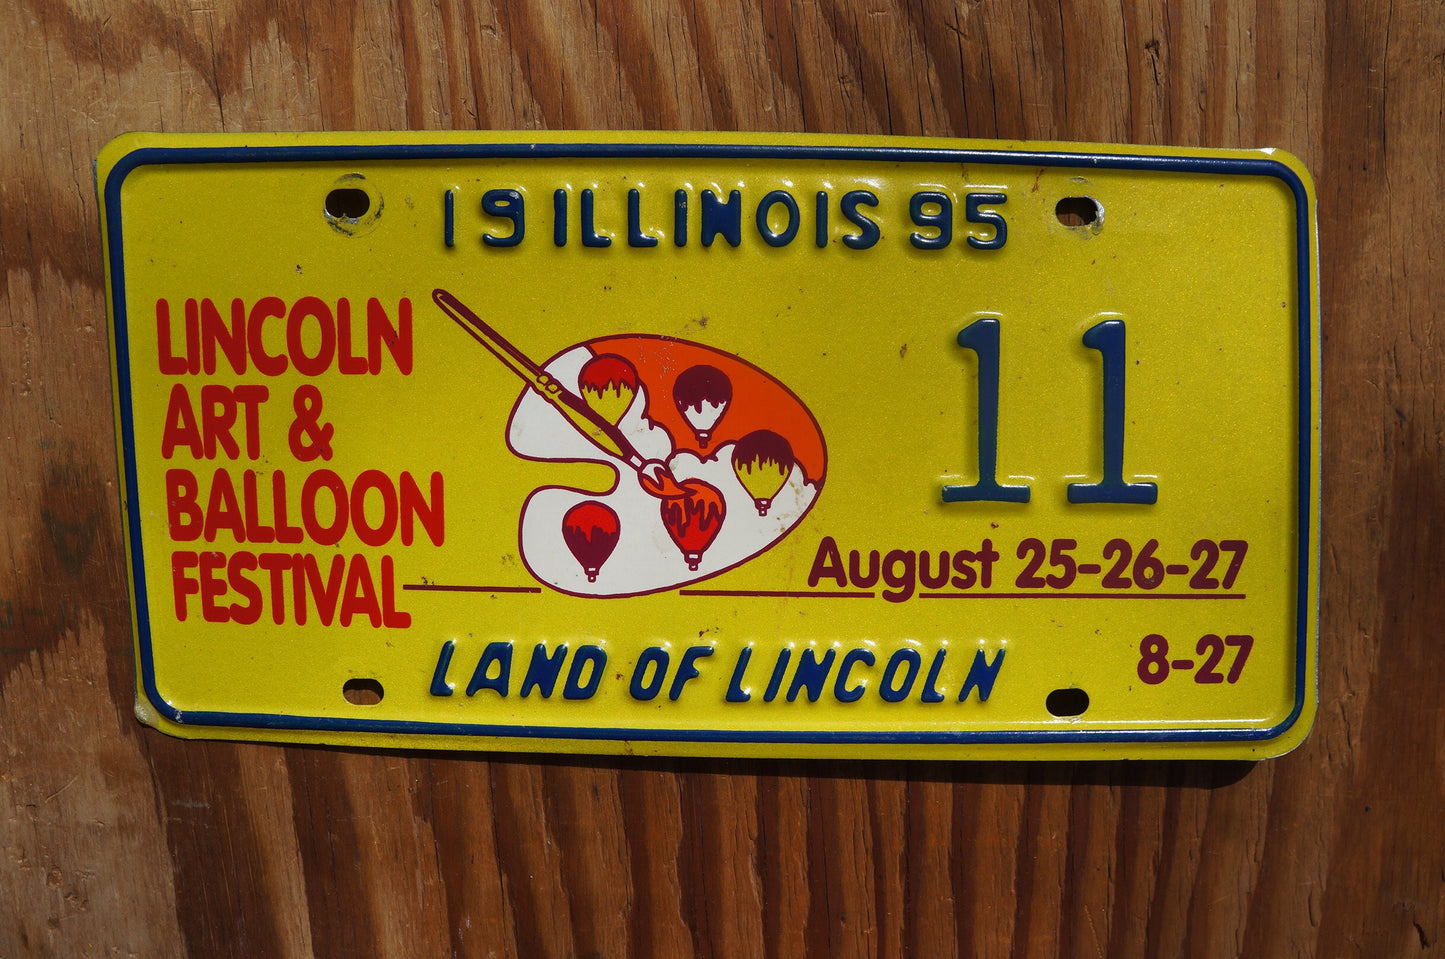 19 ILLINOIS 95
LINCOLN
ART &
BALLOON
FESTIVAL
11
August 25-26-27
8-27
LAND OF LINCOLN